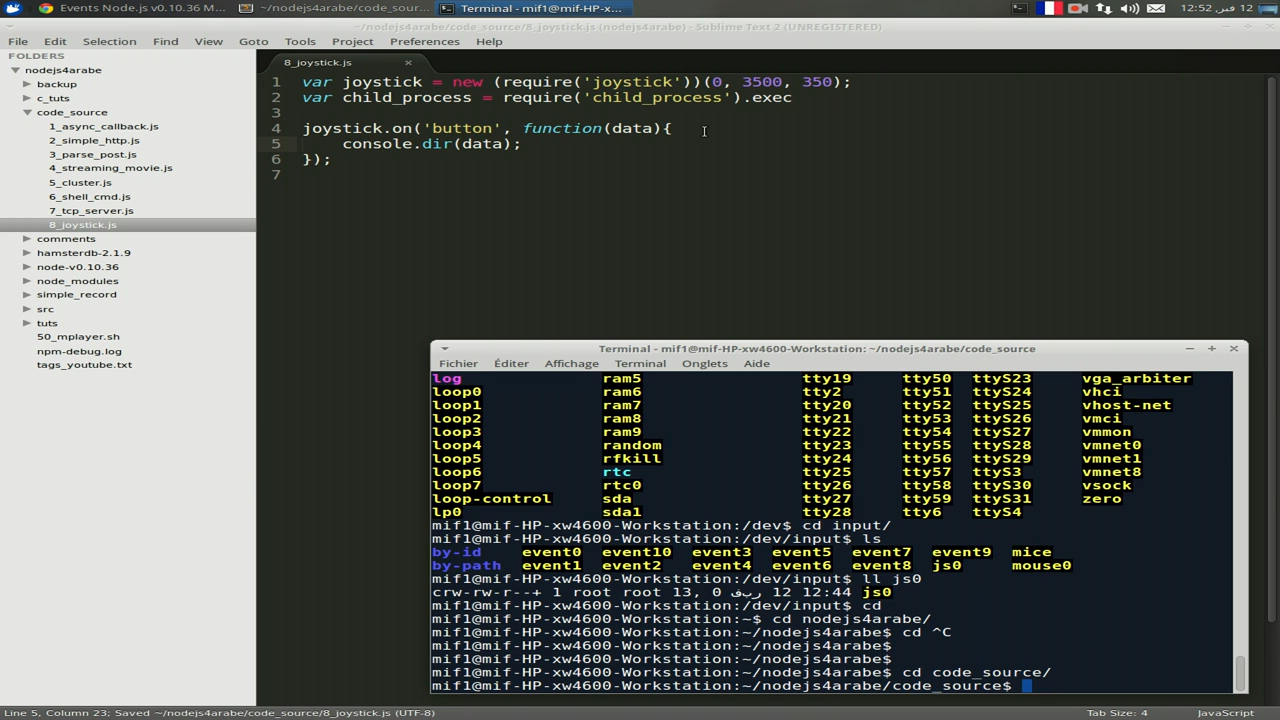 Events Node.js v0.10.36 M...
~/nodejs4arabe/code_sour...
Terminal - mif1@mif-HP-x...
12 فبر, 12:52
~/nodejs4arabe/code_source/8_joystick.js (nodejs4arabe) - Sublime Text 2 (UNREGISTERED)
File Edit Selection Find View Goto Tools Project Preferences Help
FOLDERS
nodejs4arabe
backup
c_tuts
code_source
1_async_callback.js
2_simple_http.js
3_parse_post.js
4_streaming_movie.js
5_cluster.js
6_shell_cmd.js
7_tcp_server.js
8_joystick.js
comments
hamsterdb-2.1.9
node-v0.10.36
node_modules
simple_record
src
tuts
50_mplayer.sh
npm-debug.log
tags_youtube.txt
8_joystick.js ×
1 var joystick = new (require('joystick'))(0, 3500, 350);
2 var child_process = require('child_process').exec
3
4 joystick.on('button', function(data){
5 console.dir(data);
6 });
7
Terminal - mif1@mif-HP-xw4600-Workstation: ~/nodejs4arabe/code_source
Fichier Éditer Affichage Terminal Onglets Aide
log ram5 tty19 tty50 ttyS23 vga_arbiter
loop0 ram6 tty2 tty51 ttyS24 vhci
loop1 ram7 tty20 tty52 ttyS25 vhost-net
loop2 ram8 tty21 tty53 ttyS26 vmci
loop3 ram9 tty22 tty54 ttyS27 vmmon
loop4 random tty23 tty55 ttyS28 vmnet0
loop5 rfkill tty24 tty56 ttyS29 vmnet1
loop6 rtc tty25 tty57 ttyS3 vmnet8
loop7 rtc0 tty26 tty58 ttyS30 vsock
loop-control sda tty27 tty59 ttyS31 zero
lp0 sda1 tty28 tty6 ttyS4
mif1@mif-HP-xw4600-Workstation:/dev$ cd input/
mif1@mif-HP-xw4600-Workstation:/dev/input$ ls
by-id event0 event10 event3 event5 event7 event9 mice
by-path event1 event2 event4 event6 event8 js0 mouse0
mif1@mif-HP-xw4600-Workstation:/dev/input$ ll js0
crw-rw-r--+ 1 root root 13, 0 فبر 12 12:44 js0
mif1@mif-HP-xw4600-Workstation:/dev/input$ cd
mif1@mif-HP-xw4600-Workstation:~$ cd nodejs4arabe/
mif1@mif-HP-xw4600-Workstation:~/nodejs4arabe$ cd ^C
mif1@mif-HP-xw4600-Workstation:~/nodejs4arabe$
mif1@mif-HP-xw4600-Workstation:~/nodejs4arabe$
mif1@mif-HP-xw4600-Workstation:~/nodejs4arabe$ cd code_source/
mif1@mif-HP-xw4600-Workstation:~/nodejs4arabe/code_source$
Line 5, Column 23; Saved ~/nodejs4arabe/code_source/8_joystick.js (UTF-8)
Tab Size: 4
JavaScript